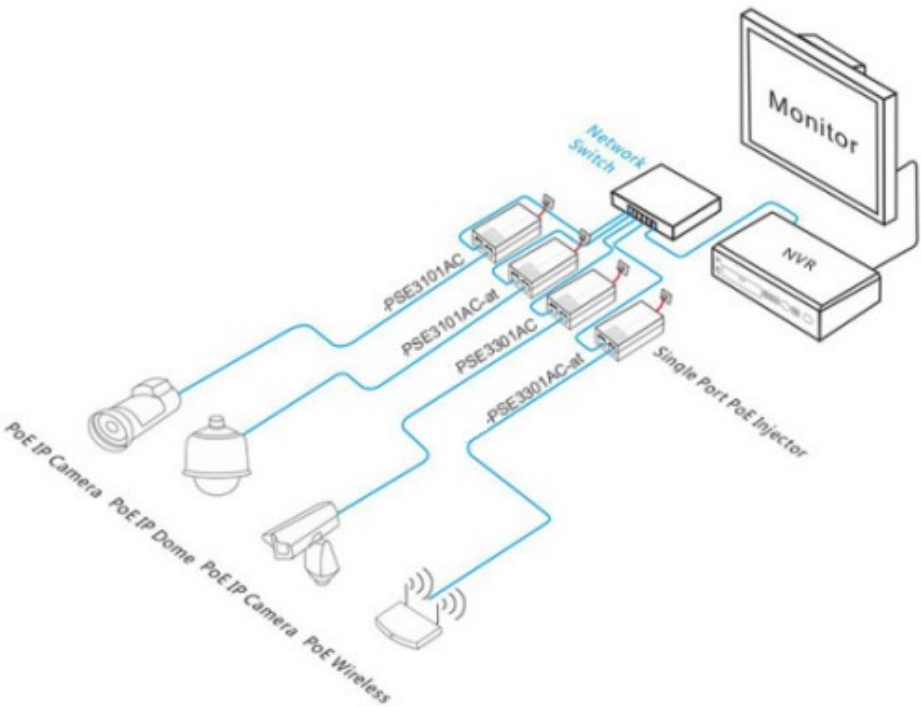 Monitor
Network
Switch
NVR
-PSE3101AC
PSE3101AC-at
PSE3301AC
-PSE3301AC-at
Single Port PoE Injector
PoE IP Camera PoE IP Dome PoE IP Camera PoE Wireless